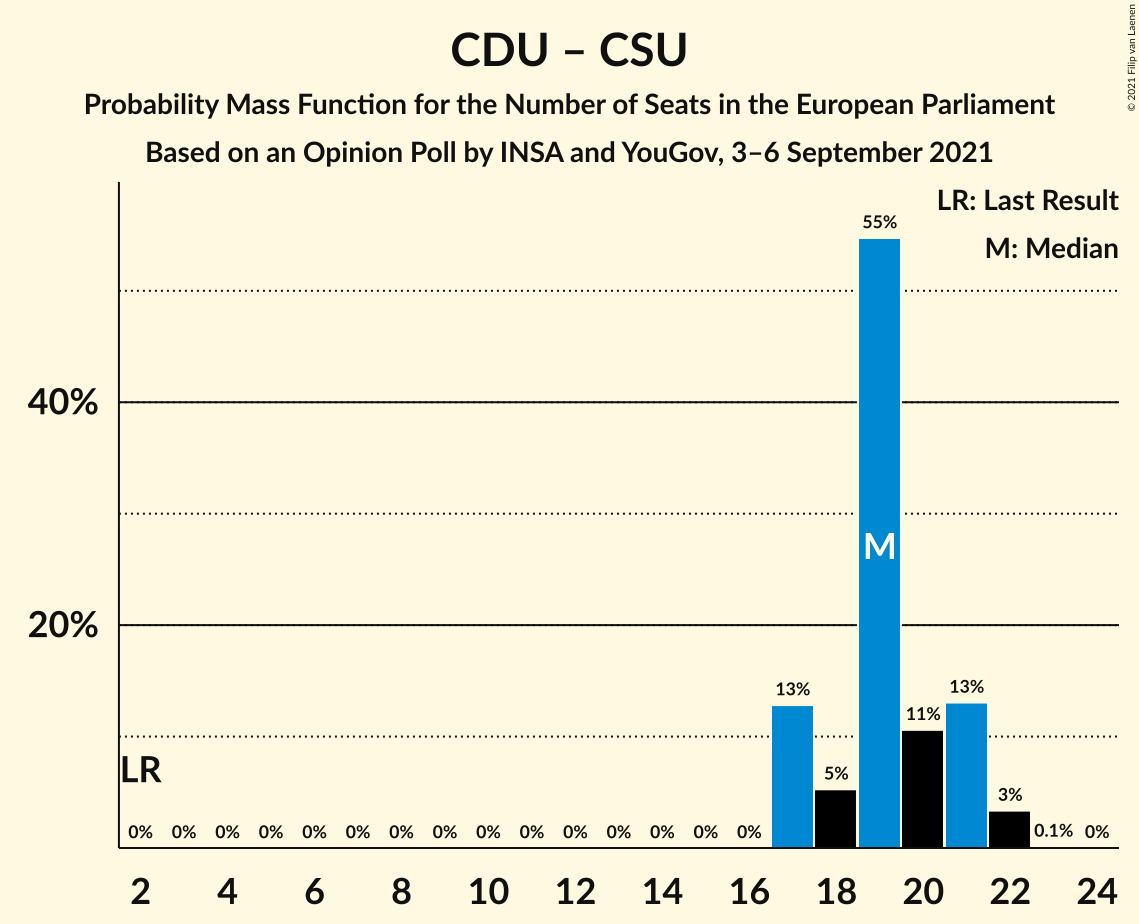 CDU – CSU
Probability Mass Function for the Number of Seats in the European Parliament
Based on an Opinion Poll by INSA and YouGov, 3–6 September 2021
© 2021 Filip van Laenen
LR: Last Result
M: Median
55%
40%
M
20%
13%
13%
11%
5%
3%
LR
0% 0% 0% 0% 0% 0% 0% 0% 0% 0% 0% 0% 0% 0% 0% 0.1% 0%
2 4 6 8 10 12 14 16 18 20 22 24